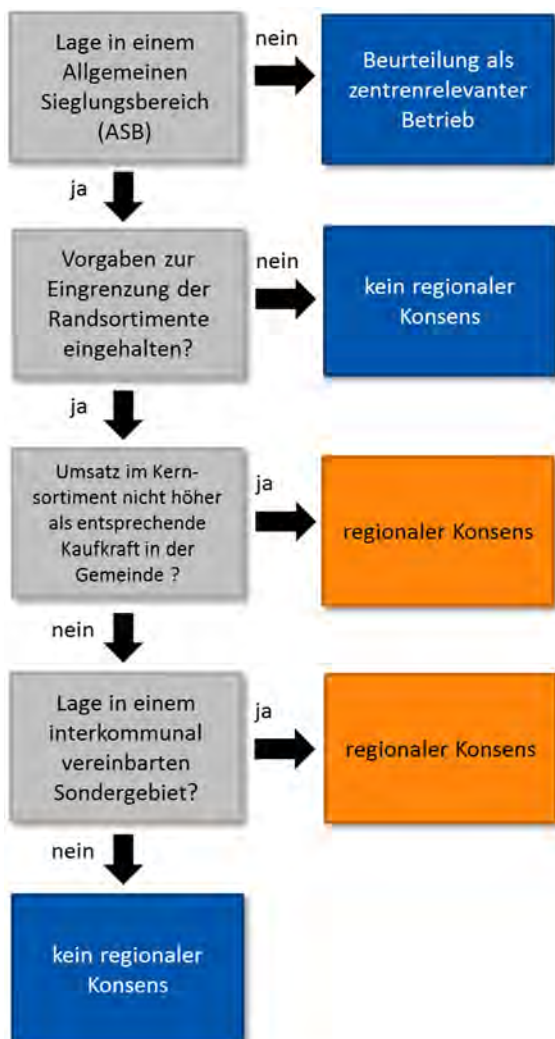 Lage in einem
Allgemeinen
Sieglungsbereich
(ASB)
nein
Beurteilung als
zentrenrelevanter
Betrieb
ja
Vorgaben zur
Eingrenzung der
Randsortimente
eingehalten?
nein
kein regionaler
Konsens
ja
Umsatz im Kern-
sortiment nicht höher
als entsprechende
Kaufkraft in der
Gemeinde ?
ja
regionaler Konsens
nein
Lage in einem
interkommunal
vereinbarten
Sondergebiet?
ja
regionaler Konsens
nein
kein regionaler
Konsens